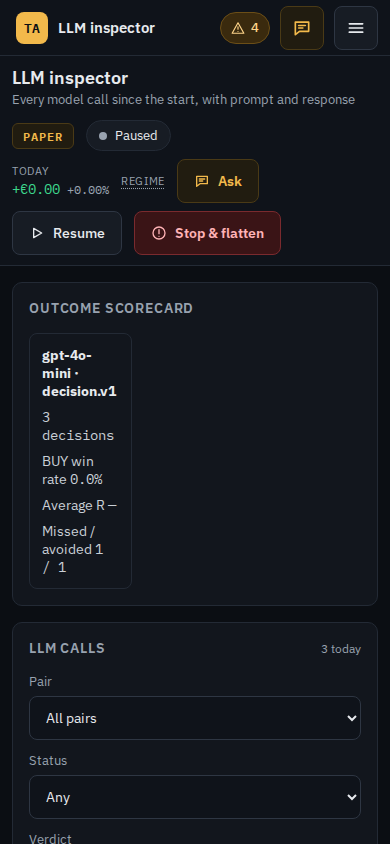 TA LLM inspector 4
LLM inspector
Every model call since the start, with prompt and response
PAPER Paused
TODAY
+€0.00 +0.00% REGIME Ask
Resume Stop & flatten
OUTCOME SCORECARD
gpt-4o-
mini ·
decision.v1
3
decisions
BUY win
rate 0.0%
Average R —
Missed /
avoided 1
/ 1
LLM CALLS 3 today
Pair
All pairs
Status
Any
Verdict